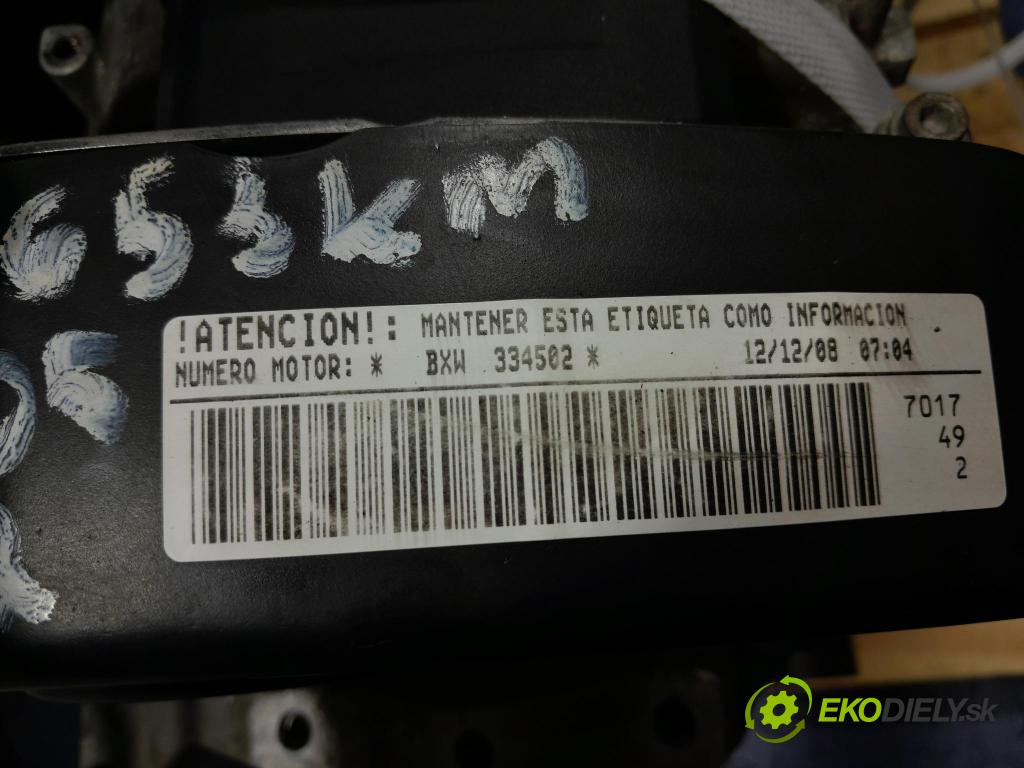 653KM
!ATENCION!: MANTENER ESTA ETIQUETA COMO INFORMACION
NUMERO MOTOR: * BXW 334502 * 12/12/08 07:04
7017
49
2
EKODIELY.sk